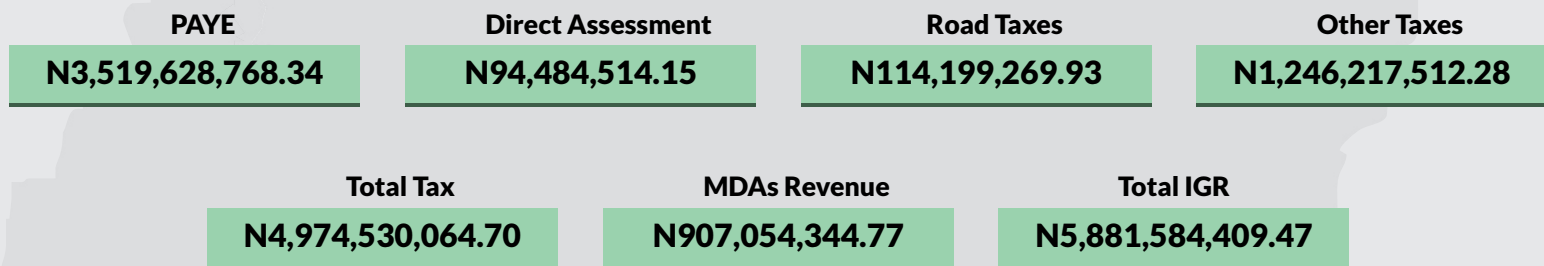 PAYE Direct Assessment Road Taxes Other Taxes
N3,519,628,768.34 N94,484,514.15 N114,199,269.93 N1,246,217,512.28
Total Tax MDAs Revenue Total IGR
N4,974,530,064.70 N907,054,344.77 N5,881,584,409.47